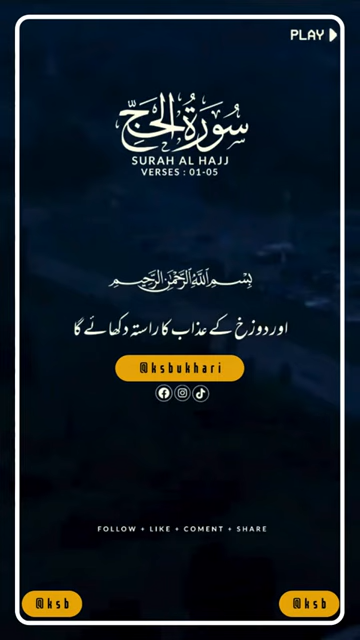 PLAY
سُورَةُ الحَجّ
SURAH AL HAJJ
VERSES : 01-05
بِسْمِ اللَّهِ الرَّحْمَٰنِ الرَّحِيمِ
اور دوزخ کے عذاب کا راستہ دکھائے گا
@ksbukhari
FOLLOW + LIKE + COMENT + SHARE
@ksb
@ksb